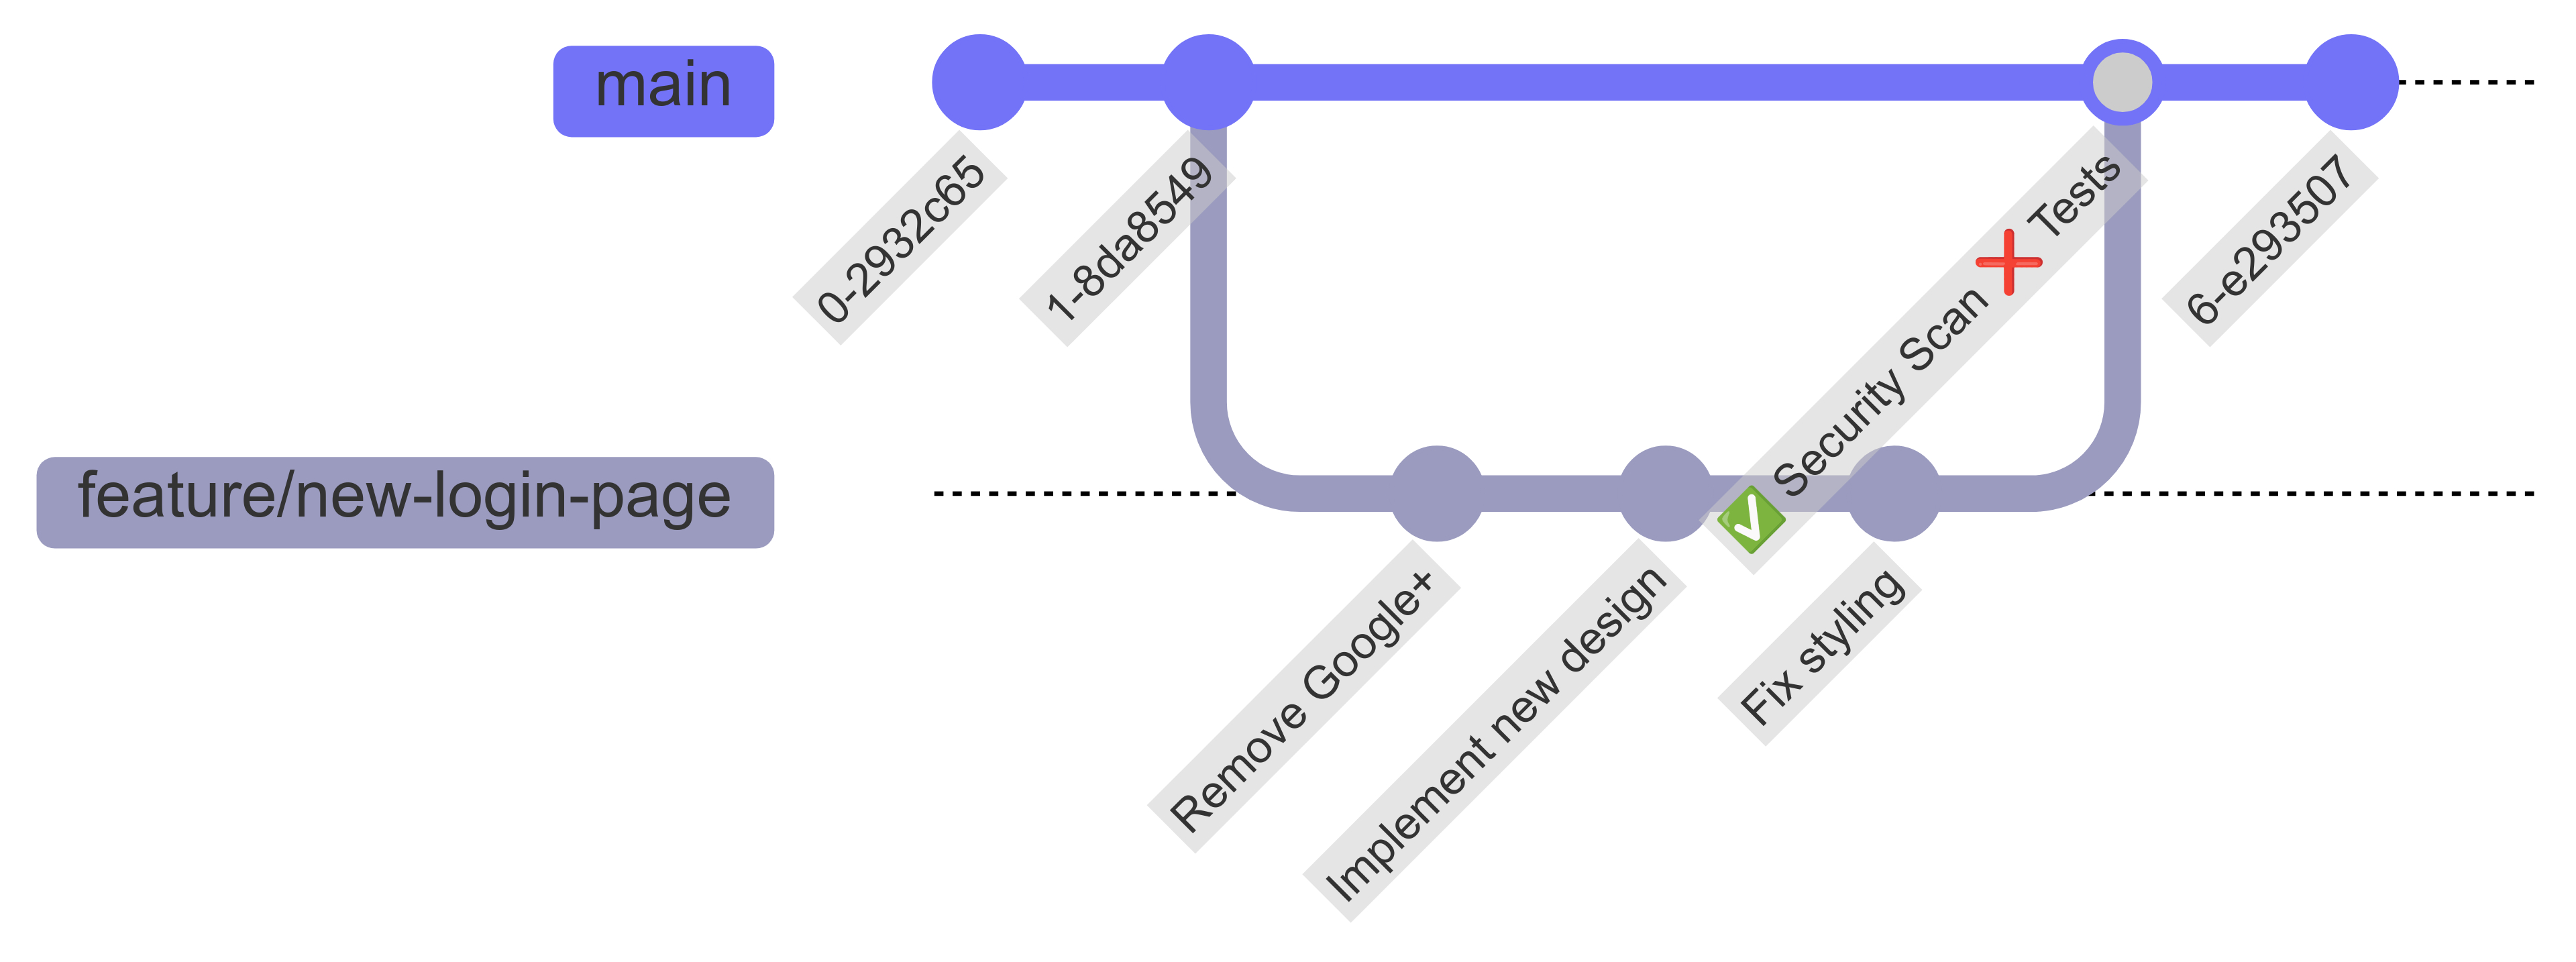 main
0-2932c65
1-8da8549
✅ Security Scan ❌ Tests
6-e293507
feature/new-login-page
Remove Google+
Implement new design
Fix styling